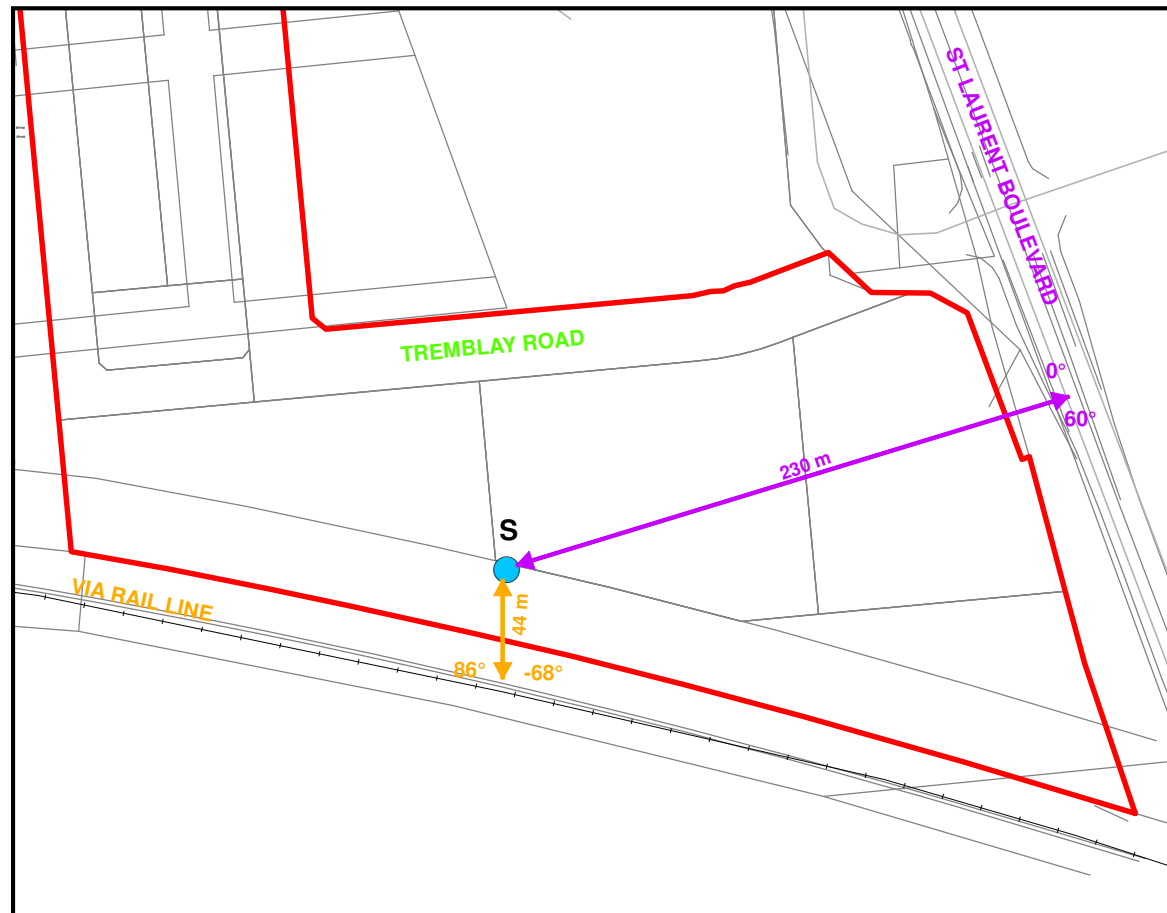 ST LAURENT BOULEVARD
TREMBLAY ROAD
0°
60°
230 m
S
VIA RAIL LINE
44 m
86°
-68°